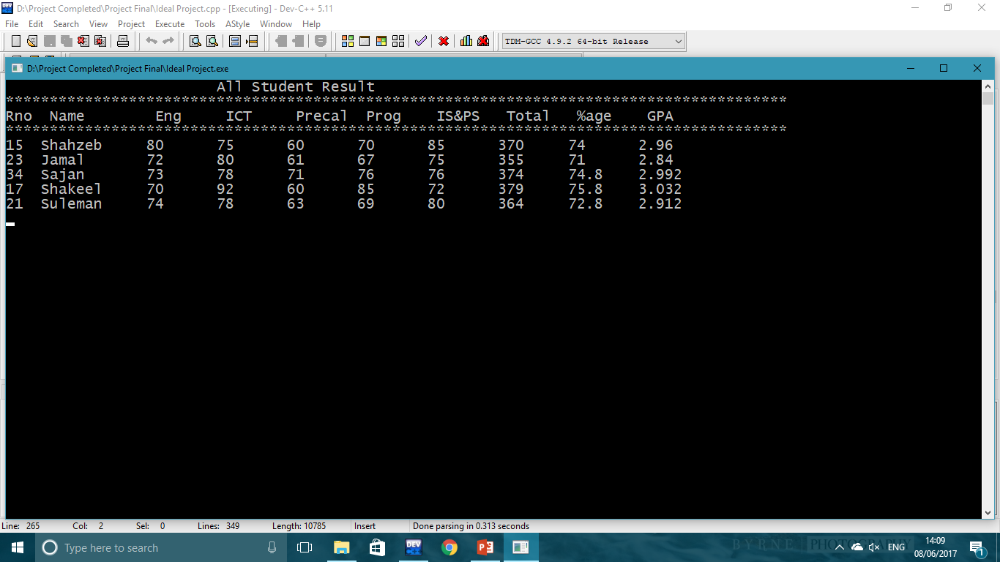 D:\Project Completed\Project Final\Ideal Project.cpp - [Executing] - Dev-C++ 5.11
File Edit Search View Project Execute Tools AStyle Window Help
TDM-GCC 4.9.2 64-bit Release
D:\Project Completed\Project Final\Ideal Project.exe
All Student Result
*****************************************************************************************
Rno Name Eng ICT Precal Prog IS&PS Total %age GPA
*****************************************************************************************
15 Shahzeb 80 75 60 70 85 370 74 2.96
23 Jamal 72 80 61 67 75 355 71 2.84
34 Sajan 73 78 71 76 76 374 74.8 2.992
17 Shakeel 70 92 60 85 72 379 75.8 3.032
21 Suleman 74 78 63 69 80 364 72.8 2.912
Line: 265 Col: 2 Sel: 0 Lines: 349 Length: 10785 Insert Done parsing in 0.313 seconds
Type here to search
DEV
BYRNE PHOTOGRAPHY
ENG
14:09
08/06/2017
1